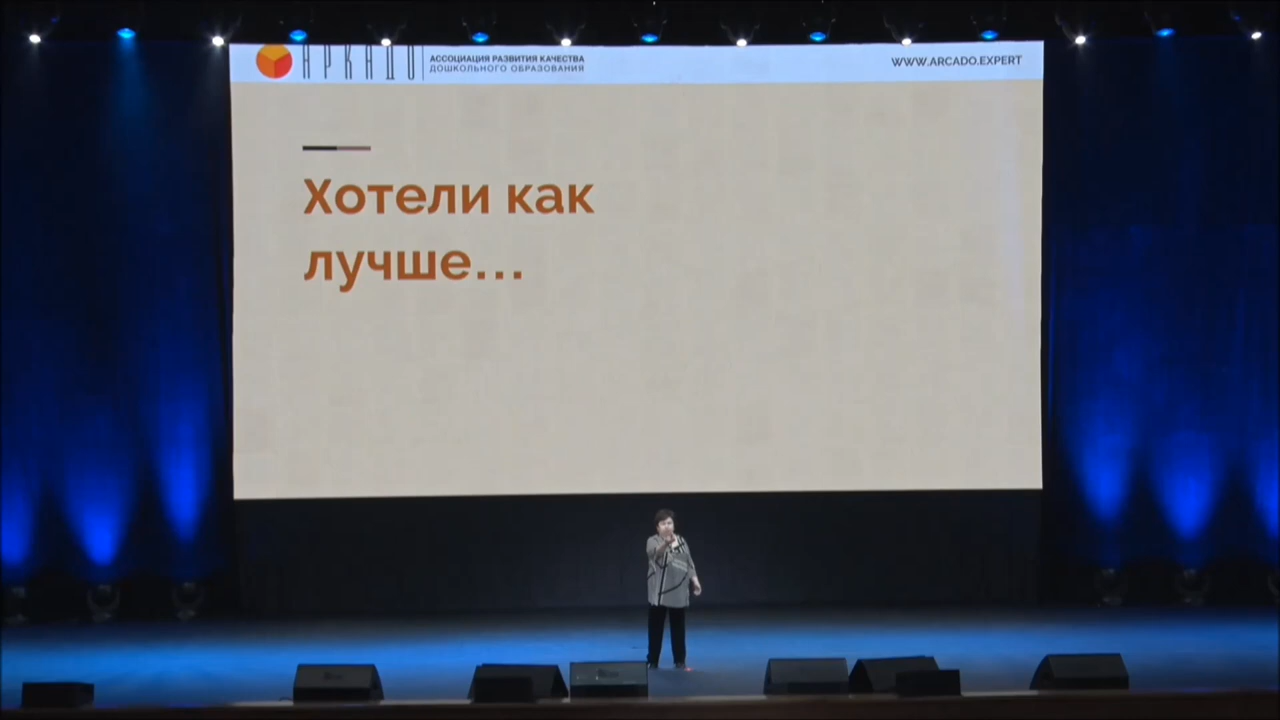 АРКАДО
АССОЦИАЦИЯ РАЗВИТИЯ КАЧЕСТВА
ДОШКОЛЬНОГО ОБРАЗОВАНИЯ
WWW.ARCADO.EXPERT
Хотели как
лучше...